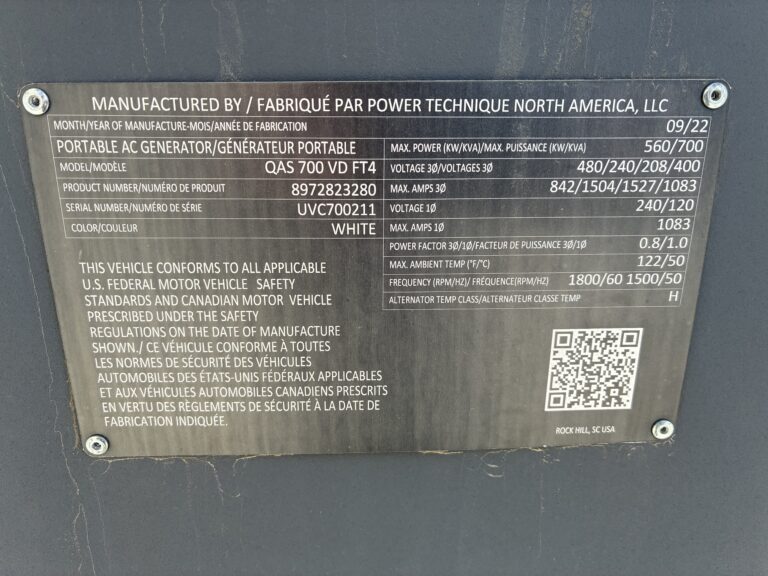 MANUFACTURED BY / FABRIQUÉ PAR POWER TECHNIQUE NORTH AMERICA, LLC
MONTH/YEAR OF MANUFACTURE-MOIS/ANNÉE DE FABRICATION 09/22
PORTABLE AC GENERATOR/GÉNÉRATEUR PORTABLE
MODEL/MODÈLE QAS 700 VD FT4
PRODUCT NUMBER/NUMÉRO DE PRODUIT 8972823280
SERIAL NUMBER/NUMÉRO DE SÉRIE UVC700211
COLOR/COULEUR WHITE
MAX. POWER (KW/KVA)/MAX. PUISSANCE (KW/KVA) 560/700
VOLTAGE 3Ø/VOLTAGES 3Ø 480/240/208/400
MAX. AMPS 3Ø 842/1504/1527/1083
VOLTAGE 1Ø 240/120
MAX. AMPS 1Ø 1083
POWER FACTOR 3Ø/1Ø/FACTEUR DE PUISSANCE 3Ø/1Ø 0.8/1.0
MAX. AMBIENT TEMP (°F/°C) 122/50
FREQUENCY (RPM/HZ)/ FRÉQUENCE(RPM/HZ) 1800/60 1500/50
ALTERNATOR TEMP CLASS/ALTERNATEUR CLASSE TEMP H
THIS VEHICLE CONFORMS TO ALL APPLICABLE
U.S. FEDERAL MOTOR VEHICLE SAFETY
STANDARDS AND CANADIAN MOTOR VEHICLE
PRESCRIBED UNDER THE SAFETY
REGULATIONS ON THE DATE OF MANUFACTURE
SHOWN./ CE VÉHICULE CONFORME À TOUTES
LES NORMES DE SÉCURITÉ DES VÉHICULES
AUTOMOBILES DES ÉTATS-UNIS FÉDÉRAUX APPLICABLES
ET AUX VÉHICULES AUTOMOBILES CANADIENS PRESCRITS
EN VERTU DES RÈGLEMENTS DE SÉCURITÉ À LA DATE DE
FABRICATION INDIQUÉE.
ROCK HILL, SC USA